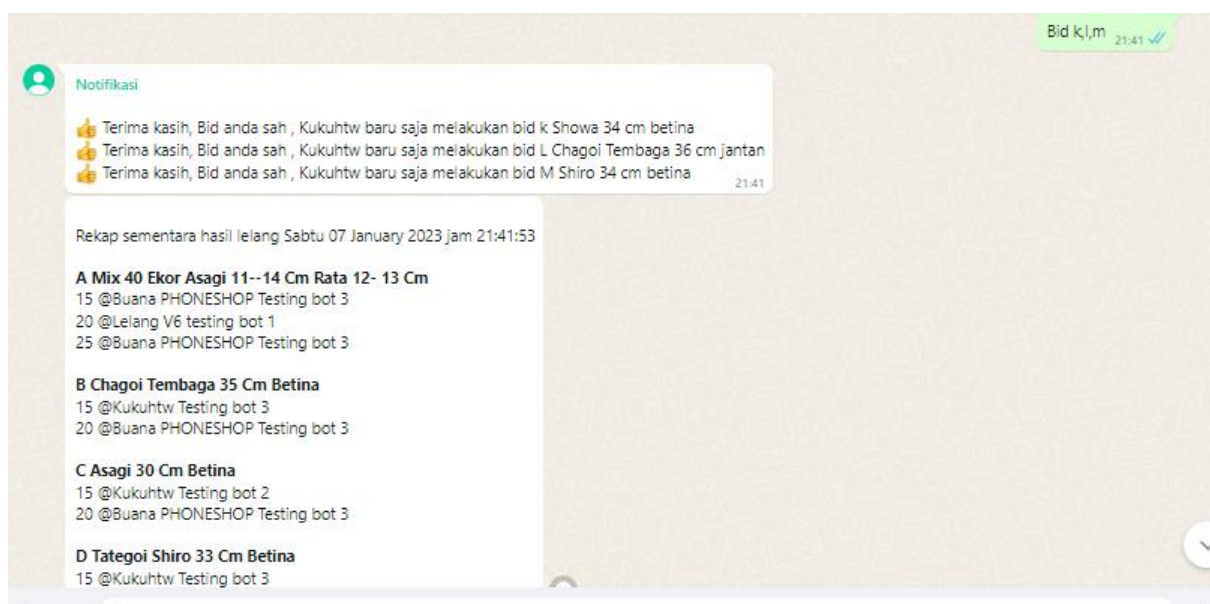 Bid k,l,m 21:41
Notifikasi
👍 Terima kasih, Bid anda sah , Kukuhtw baru saja melakukan bid k Showa 34 cm betina
👍 Terima kasih, Bid anda sah , Kukuhtw baru saja melakukan bid L Chagoi Tembaga 36 cm jantan
👍 Terima kasih, Bid anda sah , Kukuhtw baru saja melakukan bid M Shiro 34 cm betina
21:41
Rekap sementara hasil lelang Sabtu 07 January 2023 jam 21:41:53
A Mix 40 Ekor Asagi 11--14 Cm Rata 12- 13 Cm
15 @Buana PHONESHOP Testing bot 3
20 @Lelang V6 testing bot 1
25 @Buana PHONESHOP Testing bot 3
B Chagoi Tembaga 35 Cm Betina
15 @Kukuhtw Testing bot 3
20 @Buana PHONESHOP Testing bot 3
C Asagi 30 Cm Betina
15 @Kukuhtw Testing bot 2
20 @Buana PHONESHOP Testing bot 3
D Tategoi Shiro 33 Cm Betina
15 @Kukuhtw Testing bot 3